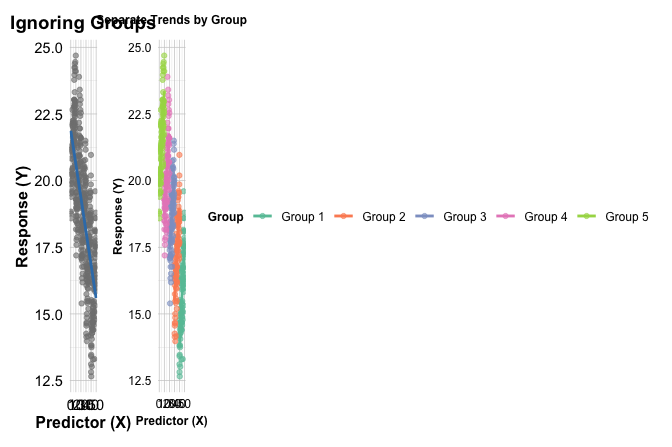 Ignoring Groups
Separate Trends by Group
25.0
22.5
20.0
17.5
15.0
12.5
Response (Y)
Predictor (X)
25.0
22.5
20.0
17.5
15.0
12.5
Response (Y)
Predictor (X)
Group Group 1 Group 2 Group 3 Group 4 Group 5